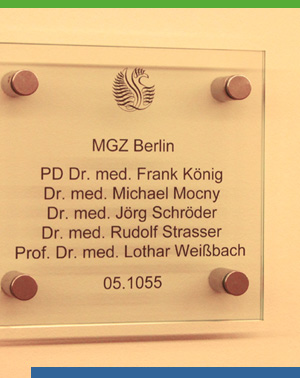 MGZ Berlin
PD Dr. med. Frank König
Dr. med. Michael Mocny
Dr. med. Jörg Schröder
Dr. med. Rudolf Strasser
Prof. Dr. med. Lothar Weißbach
05.1055